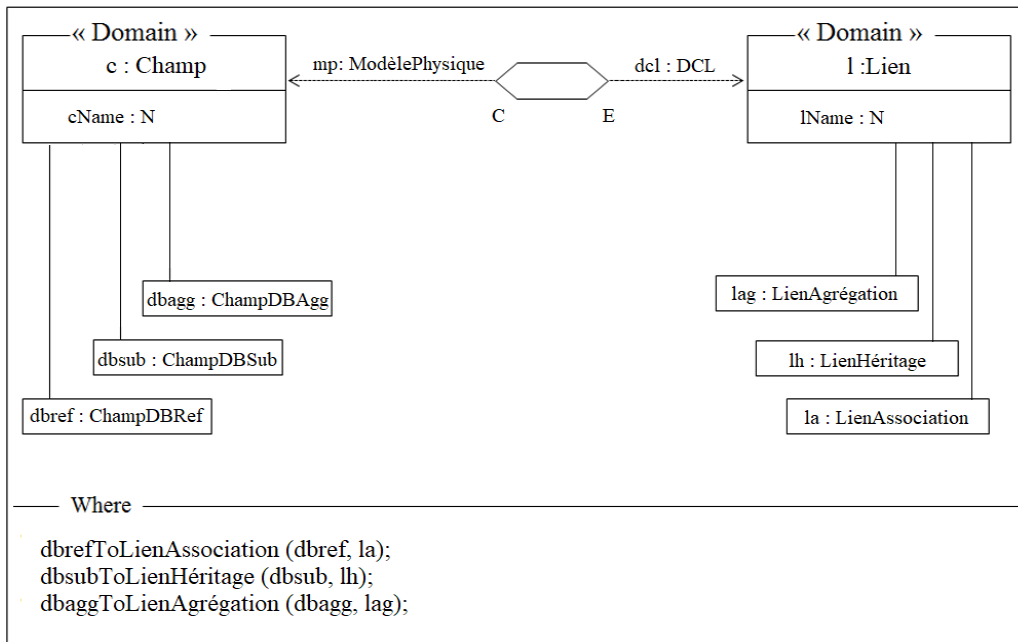 « Domain »
c : Champ
cName : N
mp: ModèlePhysique
C
E
dcl : DCL
« Domain »
l :Lien
lName : N
dbagg : ChampDBAgg
dbsub : ChampDBSub
dbref : ChampDBRef
lag : LienAgrégation
lh : LienHéritage
la : LienAssociation
Where
dbrefToLienAssociation (dbref, la);
dbsubToLienHéritage (dbsub, lh);
dbaggToLienAgrégation (dbagg, lag);